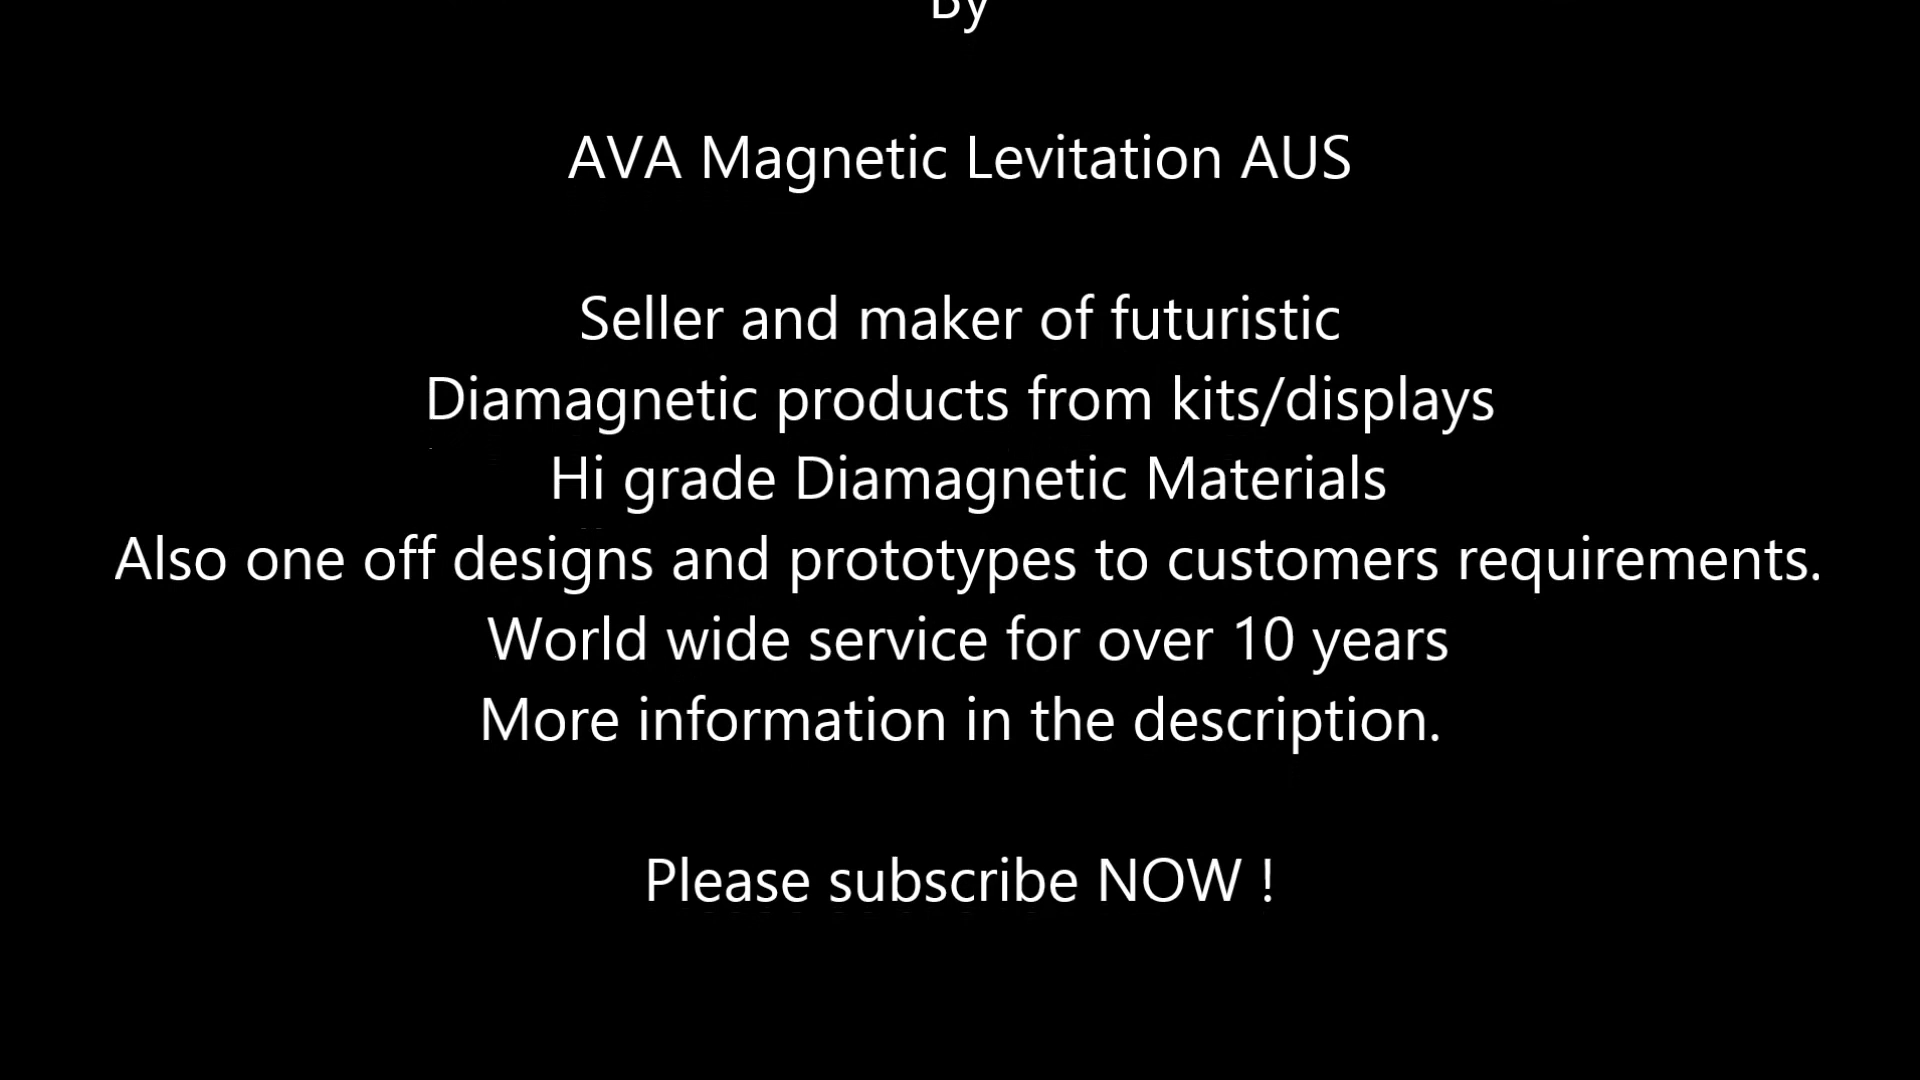 By
AVA Magnetic Levitation AUS
Seller and maker of futuristic
Diamagnetic products from kits/displays
Hi grade Diamagnetic Materials
Also one off designs and prototypes to customers requirements.
World wide service for over 10 years
More information in the description.
Please subscribe NOW !